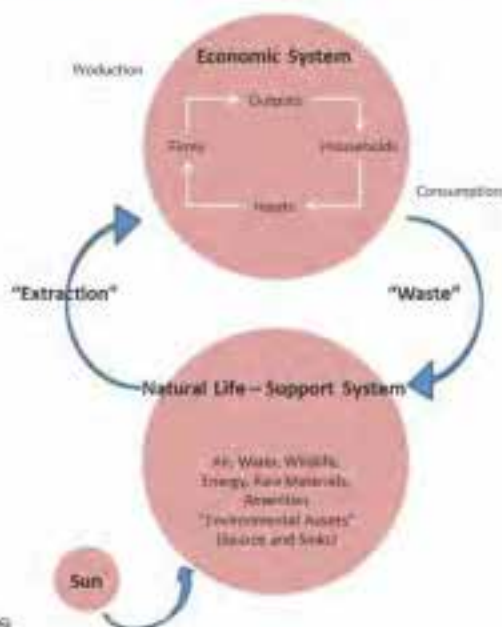 Economic System
Production
Outputs
Firms
Households
Inputs
Consumption
"Extraction"
"Waste"
Natural Life – Support System
Air, Water, Wildlife,
Energy, Raw Materials,
Amenities
"Environmental Assets"
(Source and Sinks)
Sun